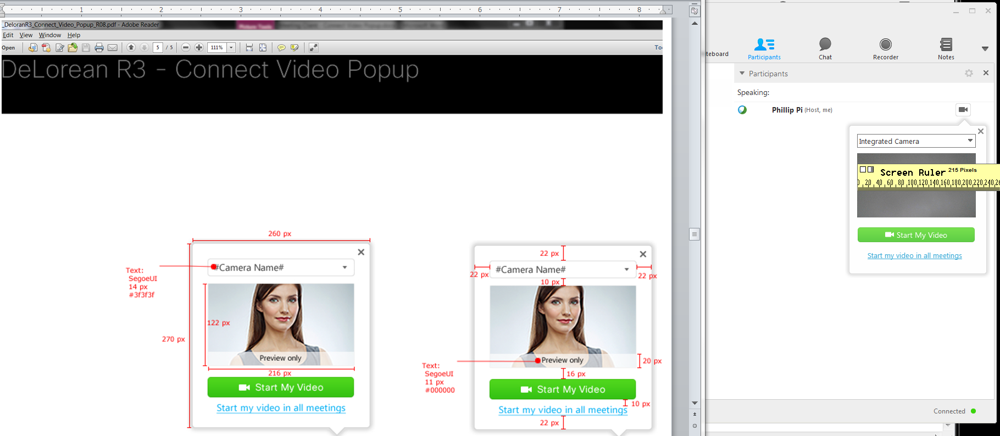 1 2 3 4 5 6 7 8
_DeloranR3_Connect_Video_Popup_R08.pdf - Adobe Reader
Picture Tools
Edit View Window Help
Open 5 / 5 111% To
DeLorean R3 - Connect Video Popup
260 px
#Camera Name#
Text:
SegoeUI
14 px
#3f3f3f
122 px
270 px
Preview only
216 px
Start My Video
Start my video in all meetings
22 px
#Camera Name#
22 px
22 px
10 px
Preview only
20 px
Text:
SegoeUI
11 px
#000000
16 px
Start My Video
10 px
Start my video in all meetings
22 px
teboard
Participants
Chat
Recorder
Notes
Participants
Speaking:
Phillip Pi (Host, me)
Integrated Camera
Screen Ruler 215 Pixels
0 20 40 60 80 100 120 140 160 180 200 220 240 26
Start My Video
Start my video in all meetings
Connected